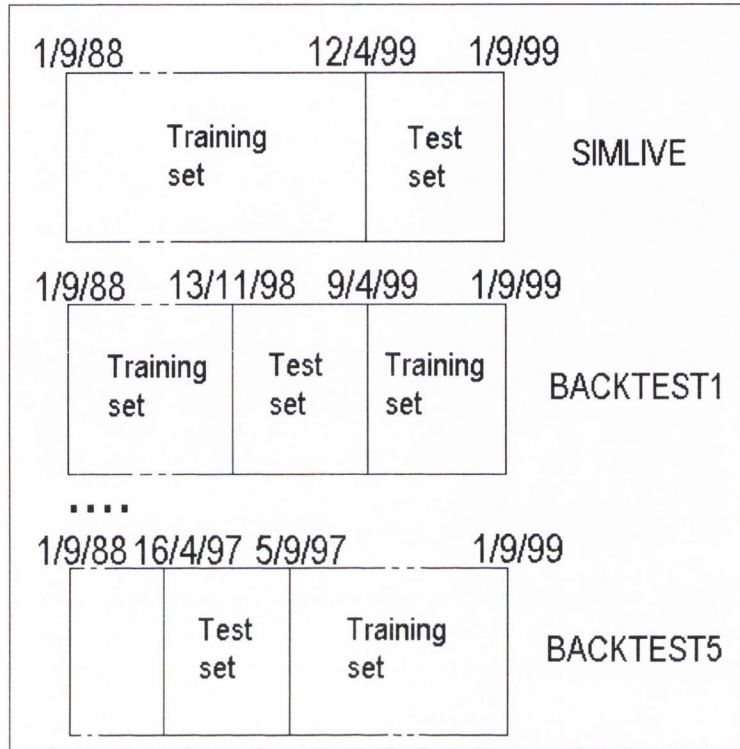 1/9/88 12/4/99 1/9/99
Training set Test set SIMLIVE
1/9/88 13/11/98 9/4/99 1/9/99
Training set Test set Training set BACKTEST1
....
1/9/88 16/4/97 5/9/97 1/9/99
Test set Training set BACKTEST5